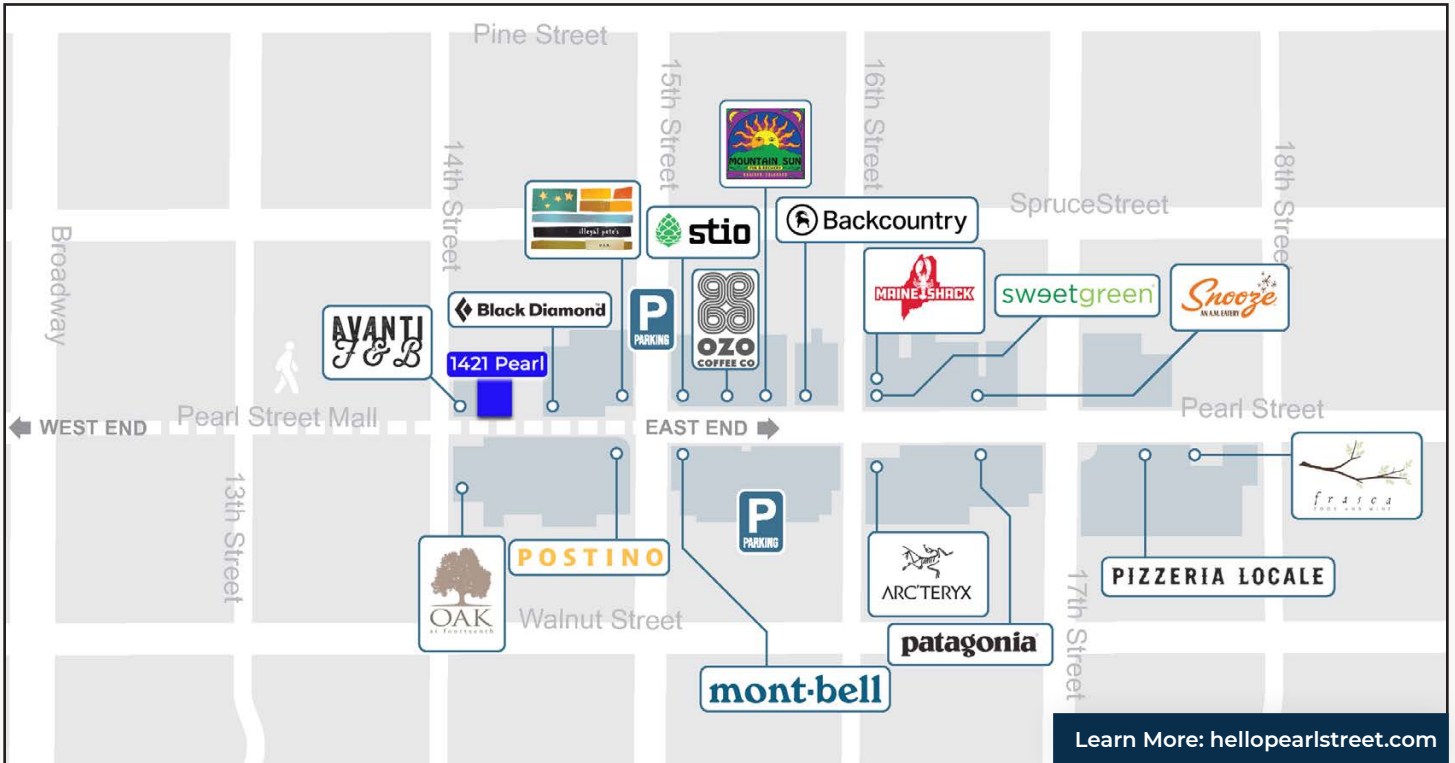 Pine Street
15th Street
16th Street
MOUNTAIN SUN
14th Street
18th Street
illegal pete's
stio
Backcountry
SpruceStreet
Broadway
MAINE SHACK
sweetgreen
Snooze
AN A.M. EATERY
Black Diamond
P
PARKING
OZO
COFFEE CO
AVANTI
F & B
1421 Pearl
Pearl Street Mall
Pearl Street
WEST END
EAST END
13th Street
P
PARKING
frasca
FOOD AND WINE
POSTINO
OAK
at fourteenth
ARC'TERYX
PIZZERIA LOCALE
17th Street
Walnut Street
patagonia
mont·bell
Learn More: hellopearlstreet.com